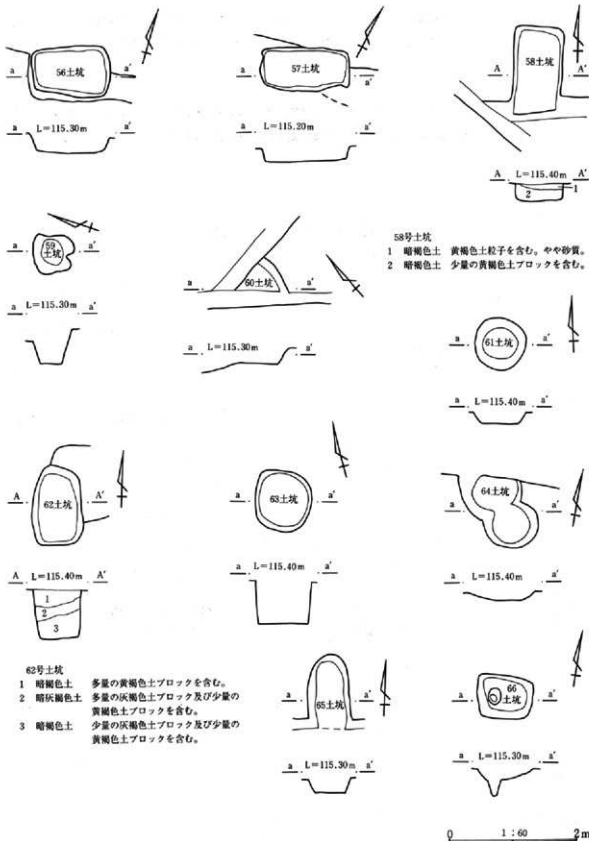 56土坑
a a′
a L=115.30m a′
57土坑
a a′
a L=115.20m a′
58土坑
A A′
A L=115.40m A′
1
2
59
土坑
a a′
a L=115.30m a′
60土坑
a a′
a L=115.30m a′
58号土坑
1 暗褐色土 黄褐色土粒子を含む。やや砂質。
2 暗褐色土 少量の黄褐色土ブロックを含む。
61土坑
a a′
a L=115.40m a′
62土坑
A A′
A L=115.40m A′
1
2
3
63土坑
a a′
a L=115.40m a′
64土坑
a a′
a L=115.40m a′
62号土坑
1 暗褐色土 多量の黄褐色土ブロックを含む。
2 暗灰褐色土 多量の灰褐色土ブロック及び少量の
黄褐色土ブロックを含む。
3 暗褐色土 少量の灰褐色土ブロック及び少量の
黄褐色土ブロックを含む。
65土坑
a a′
a L=115.30m a′
66
土坑
a a′
a L=115.30m a′
0 1:60 2m